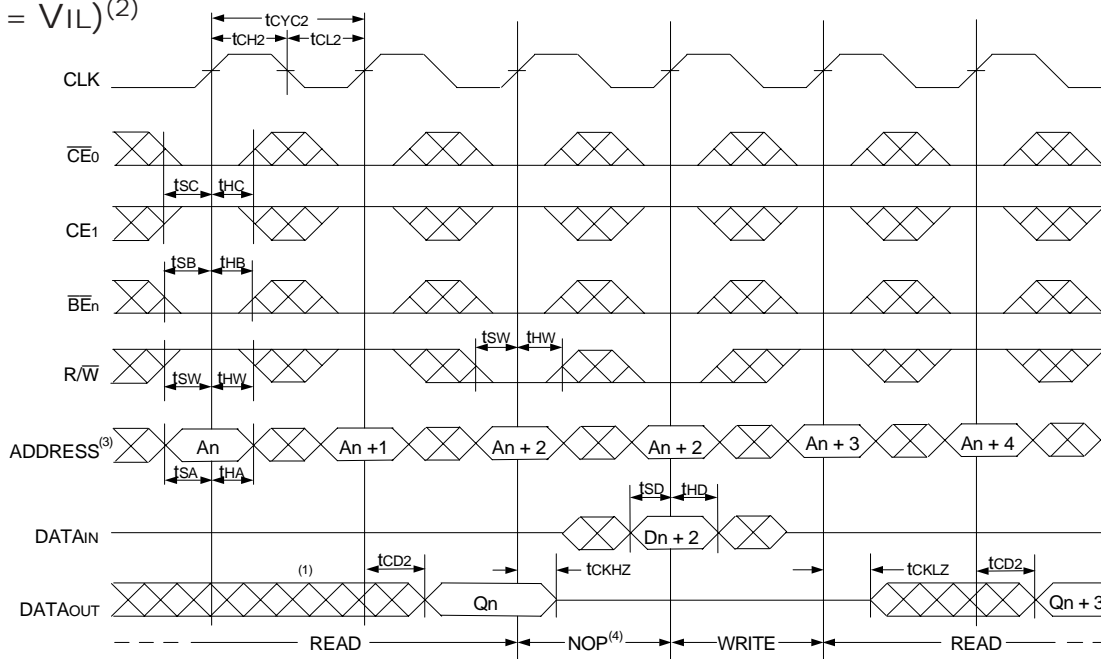 = VIL)(2)
tCYC2
tCH2 tCL2
CLK
CE0
tSC tHC
CE1
tSB tHB
BEn
tSW tHW
R/W
tSW tHW
ADDRESS(3) An An +1 An + 2 An + 2 An + 3 An + 4
tSA tHA
tSD tHD
DATAIN Dn + 2
tCD2 tCKHZ tCKLZ tCD2
(1)
DATAOUT Qn Qn + 3
READ NOP(4) WRITE READ